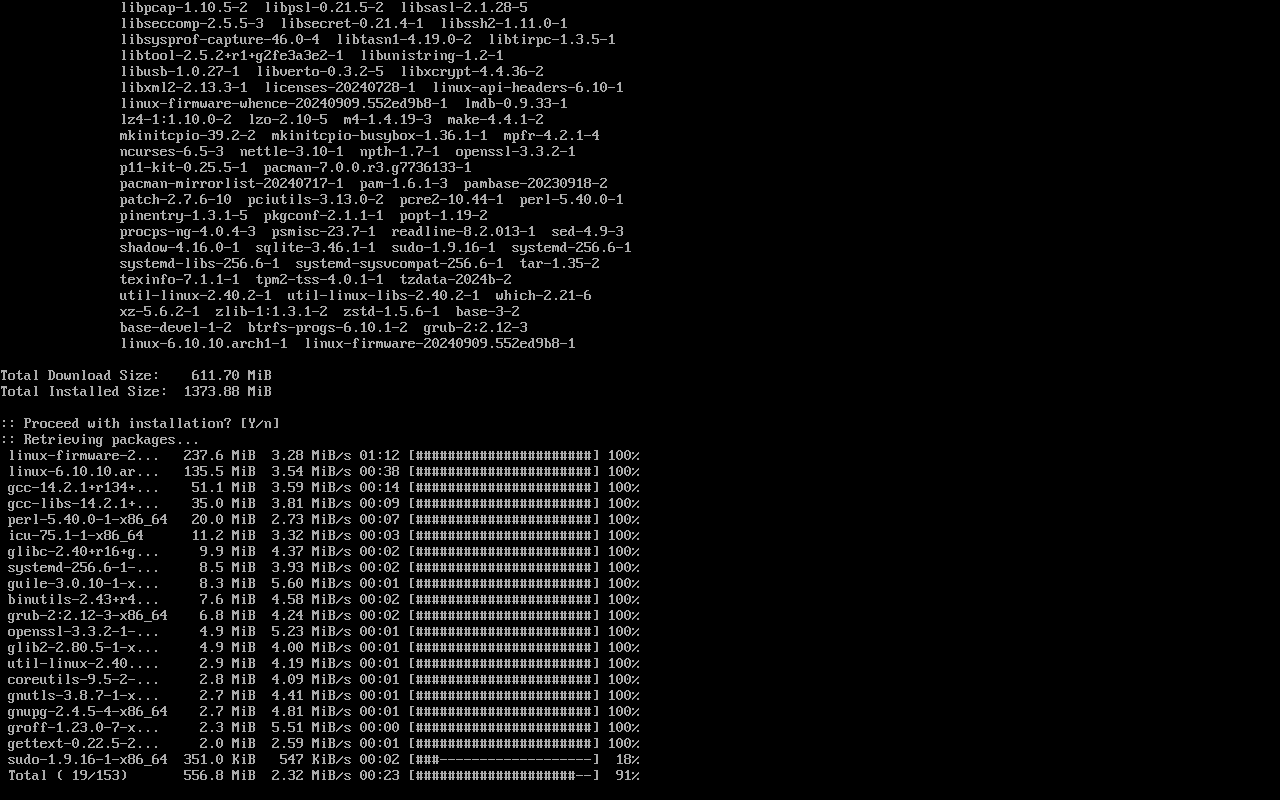 libpcap-1.10.5-2  libpsl-0.21.5-2  libsasl-2.1.28-5
libseccomp-2.5.5-3  libsecret-0.21.4-1  libssh2-1.11.0-1
libsysprof-capture-46.0-4  libtasn1-4.19.0-2  libtirpc-1.3.5-1
libtool-2.5.2+r1+g2fe3a3e2-1  libunistring-1.2-1
libusb-1.0.27-1  libverto-0.3.2-5  libxcrypt-4.4.36-2
libxml2-2.13.3-1  licenses-20240728-1  linux-api-headers-6.10-1
linux-firmware-whence-20240909.552ed9b8-1  lmdb-0.9.33-1
lz4-1:1.10.0-2  lzo-2.10-5  m4-1.4.19-3  make-4.4.1-2
mkinitcpio-39.2-2  mkinitcpio-busybox-1.36.1-1  mpfr-4.2.1-4
ncurses-6.5-3  nettle-3.10-1  npth-1.7-1  openssl-3.3.2-1
p11-kit-0.25.5-1  pacman-7.0.0.r3.g7736133-1
pacman-mirrorlist-20240717-1  pam-1.6.1-3  pambase-20230918-2
patch-2.7.6-10  pciutils-3.13.0-2  pcre2-10.44-1  perl-5.40.0-1
pinentry-1.3.1-5  pkgconf-2.1.1-1  popt-1.19-2
procps-ng-4.0.4-3  psmisc-23.7-1  readline-8.2.013-1  sed-4.9-3
shadow-4.16.0-1  sqlite-3.46.1-1  sudo-1.9.16-1  systemd-256.6-1
systemd-libs-256.6-1  systemd-sysvcompat-256.6-1  tar-1.35-2
texinfo-7.1.1-1  tpm2-tss-4.0.1-1  tzdata-2024b-2
util-linux-2.40.2-1  util-linux-libs-2.40.2-1  which-2.21-6
xz-5.6.2-1  zlib-1:1.3.1-2  zstd-1.5.6-1  base-3-2
base-devel-1-2  btrfs-progs-6.10.1-2  grub-2:2.12-3
linux-6.10.10.arch1-1  linux-firmware-20240909.552ed9b8-1
Total Download Size:    611.70 MiB
Total Installed Size:  1373.88 MiB
:: Proceed with installation? [Y/n]
:: Retrieving packages...
linux-firmware-2...   237.6 MiB  3.28 MiB/s 01:12 [######################] 100%
linux-6.10.10.ar...   135.5 MiB  3.54 MiB/s 00:38 [######################] 100%
gcc-14.2.1+r134+...    51.1 MiB  3.59 MiB/s 00:14 [######################] 100%
gcc-libs-14.2.1+...    35.0 MiB  3.81 MiB/s 00:09 [######################] 100%
perl-5.40.0-1-x86_64   20.0 MiB  2.73 MiB/s 00:07 [######################] 100%
icu-75.1-1-x86_64      11.2 MiB  3.32 MiB/s 00:03 [######################] 100%
glibc-2.40+r16+g...     9.9 MiB  4.37 MiB/s 00:02 [######################] 100%
systemd-256.6-1-...     8.5 MiB  3.93 MiB/s 00:02 [######################] 100%
guile-3.0.10-1-x...     8.3 MiB  5.60 MiB/s 00:01 [######################] 100%
binutils-2.43+r4...     7.6 MiB  4.58 MiB/s 00:02 [######################] 100%
grub-2:2.12-3-x86_64    6.8 MiB  4.24 MiB/s 00:02 [######################] 100%
openssl-3.3.2-1-...     4.9 MiB  5.23 MiB/s 00:01 [######################] 100%
glib2-2.80.5-1-x...     4.9 MiB  4.00 MiB/s 00:01 [######################] 100%
util-linux-2.40....     2.9 MiB  4.19 MiB/s 00:01 [######################] 100%
coreutils-9.5-2-...     2.8 MiB  4.09 MiB/s 00:01 [######################] 100%
gnutls-3.8.7-1-x...     2.7 MiB  4.41 MiB/s 00:01 [######################] 100%
gnupg-2.4.5-4-x86_64    2.7 MiB  4.81 MiB/s 00:01 [######################] 100%
groff-1.23.0-7-x...     2.3 MiB  5.51 MiB/s 00:00 [######################] 100%
gettext-0.22.5-2...     2.0 MiB  2.59 MiB/s 00:01 [######################] 100%
sudo-1.9.16-1-x86_64  351.0 KiB   547 KiB/s 00:02 [###-------------------]  18%
Total ( 19/153)       556.8 MiB  2.32 MiB/s 00:23 [####################--]  91%